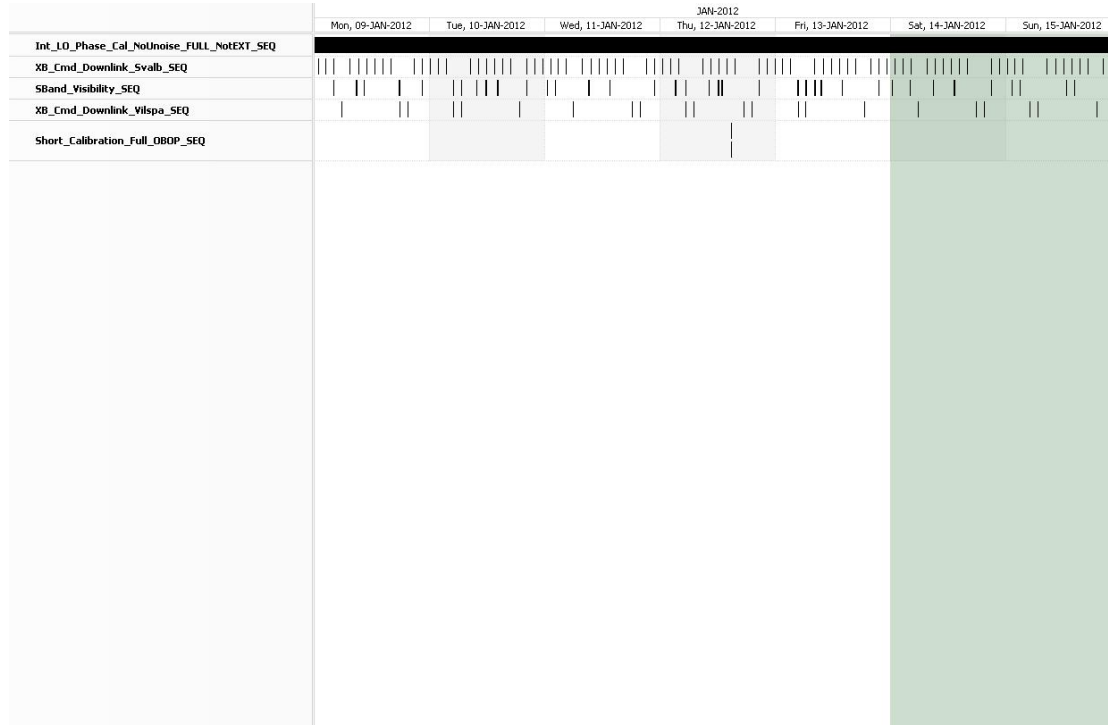 JAN-2012
Mon, 09-JAN-2012 Tue, 10-JAN-2012 Wed, 11-JAN-2012 Thu, 12-JAN-2012 Fri, 13-JAN-2012 Sat, 14-JAN-2012 Sun, 15-JAN-2012
Int_LO_Phase_Cal_NoUnoise_FULL_NotEXT_SEQ
XB_Cmd_Downlink_Svalb_SEQ
SBand_Visibility_SEQ
XB_Cmd_Downlink_Vilspa_SEQ
Short_Calibration_Full_OBOP_SEQ